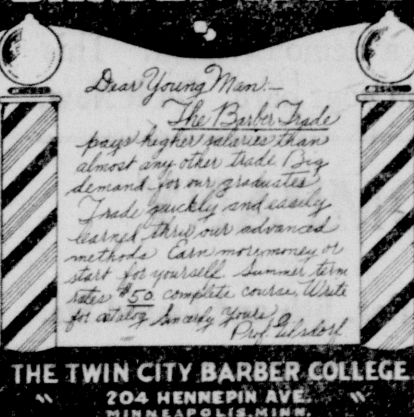 Dear Young Man:-
The Barber Trade
pays higher salaries than
almost any other trade Big
demand for our graduates
Trade quickly and easily
learned thru our advanced
methods Earn more money or
start for yourself Summer term
rates $50 complete course, Write
for catalog Sincerely Yours
Prof. Gilsdorf
THE TWIN CITY BARBER COLLEGE
204 HENNEPIN AVE.
MINNEAPOLIS, MINN.